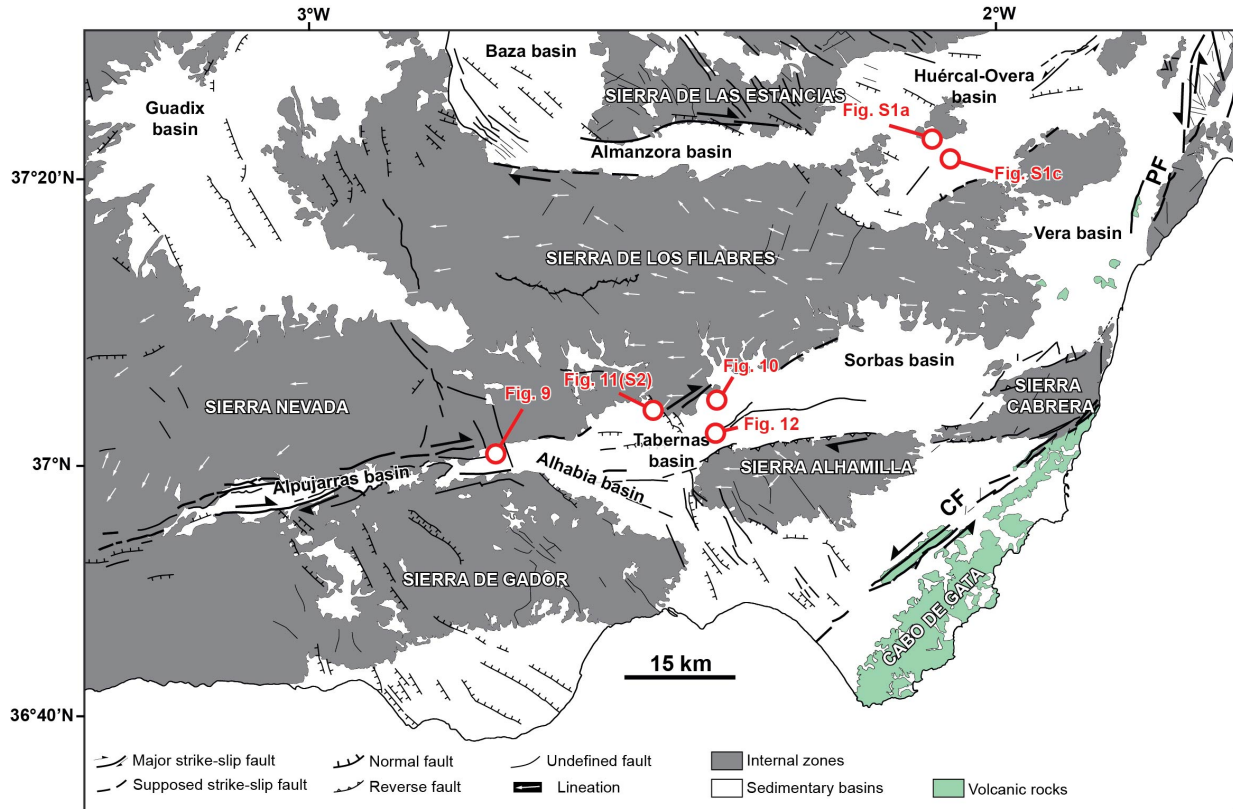 3°W
2°W
Baza basin
Huércal-Overa
basin
Guadix
basin
SIERRA DE LAS ESTANCIAS
Fig. S1a
Almanzora basin
37°20'N
Fig. S1c
PF
Vera basin
SIERRA DE LOS FILABRES
Sorbas basin
Fig. 10
Fig. 11(S2)
Fig. 9
SIERRA NEVADA
SIERRA
CABRERA
Fig. 12
Tabernas
basin
37°N
SIERRA ALHAMILLA
Alpujarras basin
Alhabia basin
CF
SIERRA DE GADOR
CABO DE GATA
15 km
36°40'N
Major strike-slip fault
Normal fault
Undefined fault
Internal zones
Supposed strike-slip fault
Reverse fault
Lineation
Sedimentary basins
Volcanic rocks